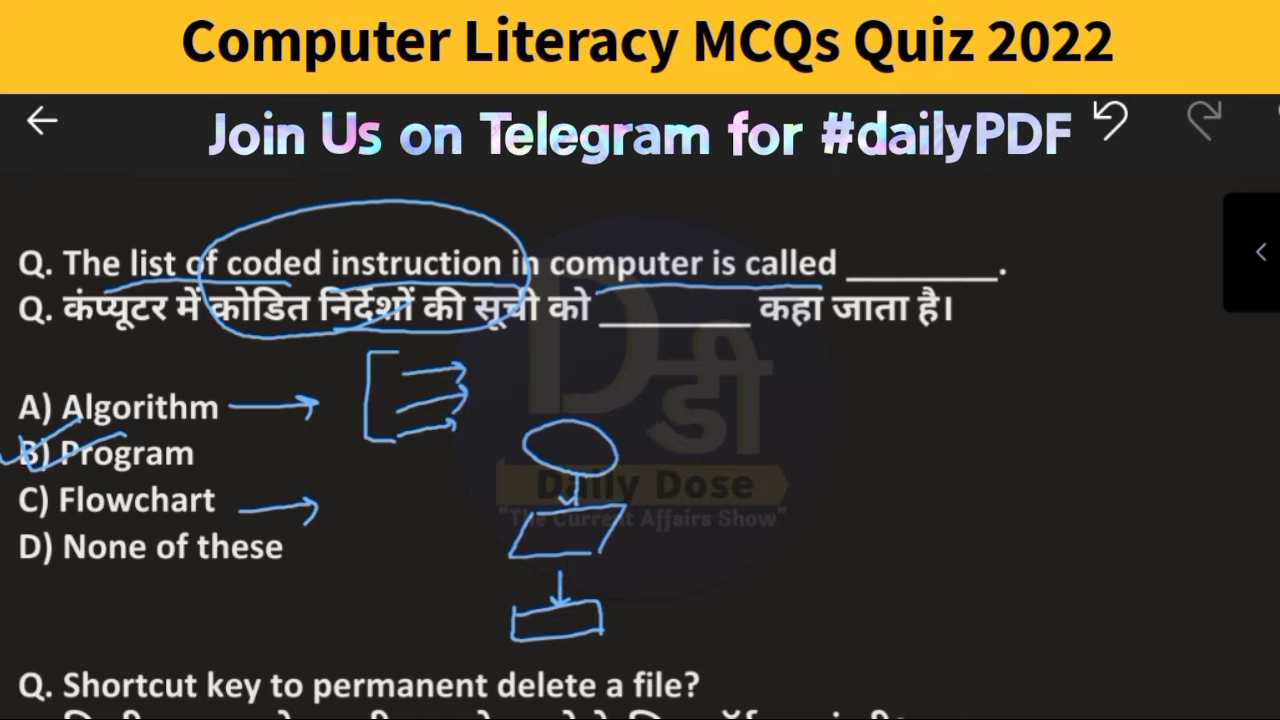 Computer Literacy MCQs Quiz 2022
Join Us on Telegram for #dailyPDF
Q. The list of coded instruction in computer is called ________.
Q. कंप्यूटर में कोडित निर्देशों की सूची को ________ कहा जाता है।
A) Algorithm
B) Program
C) Flowchart
D) None of these
D डी
Daily Dose
"The Current Affairs Show"
Q. Shortcut key to permanent delete a file?